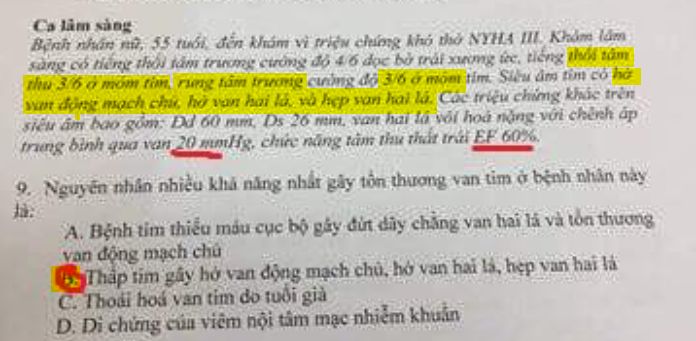 Ca lâm sàng
Bệnh nhân nữ, 55 tuổi, đến khám vì triệu chứng khó thở NYHA III. Khám lâm
sàng có tiếng thổi tâm trương cường độ 4/6 dọc bờ trái xương ức, tiếng thổi tâm
thu 3/6 ở mỏm tim, rung tâm trương cường độ 3/6 ở mỏm tim. Siêu âm tim có hở
van động mạch chủ, hở van hai lá, và hẹp van hai lá. Các triệu chứng khác trên
siêu âm bao gồm: Dd 60 mm, Ds 26 mm, van hai lá vôi hoá nặng với chênh áp
trung bình qua van 20 mmHg, chức năng tâm thu thất trái EF 60%.
9. Nguyên nhân nhiều khả năng nhất gây tổn thương van tim ở bệnh nhân này
là:
A. Bệnh tim thiếu máu cục bộ gây đứt dây chằng van hai lá và tổn thương
van động mạch chủ
B. Thấp tim gây hở van động mạch chủ, hở van hai lá, hẹp van hai lá
C. Thoái hoá van tim do tuổi già
D. Di chứng của viêm nội tâm mạc nhiễm khuẩn